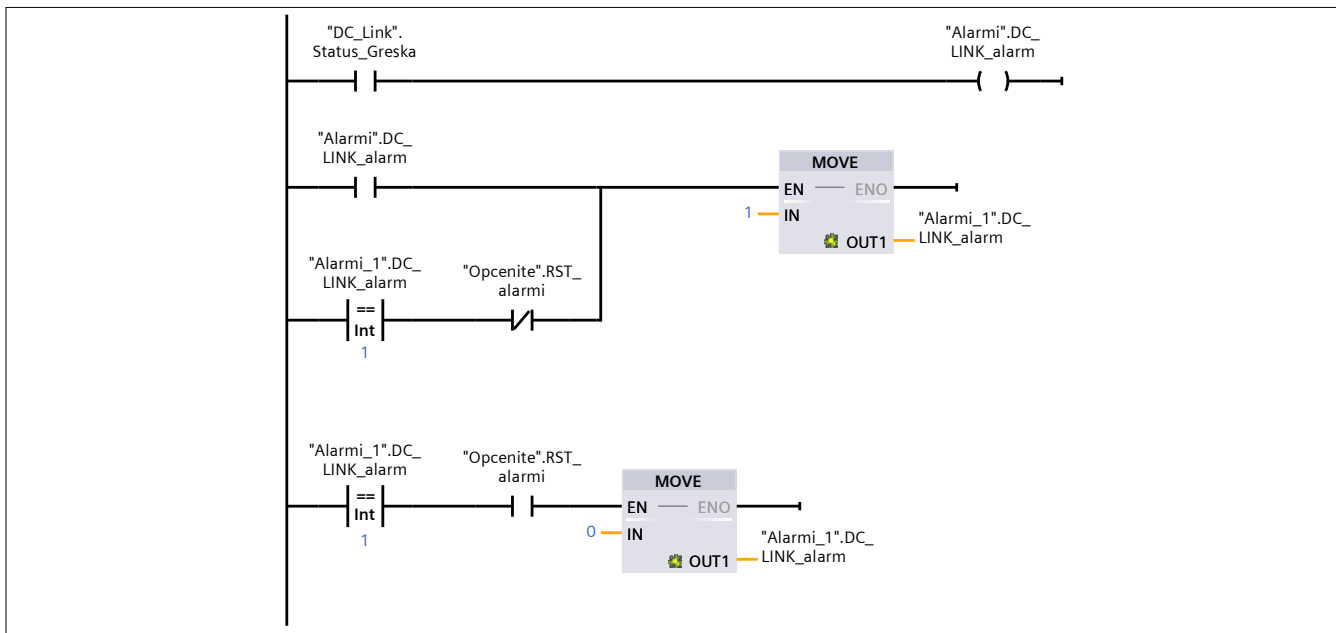 "DC_Link".
Status_Greska
"Alarmi".DC_
LINK_alarm
"Alarmi".DC_
LINK_alarm
MOVE
EN
ENO
1
IN
OUT1
"Alarmi_1".DC_
LINK_alarm
"Alarmi_1".DC_
LINK_alarm
==
Int
1
"Opcenite".RST_
alarmi
"Alarmi_1".DC_
LINK_alarm
==
Int
1
"Opcenite".RST_
alarmi
MOVE
EN
ENO
0
IN
OUT1
"Alarmi_1".DC_
LINK_alarm